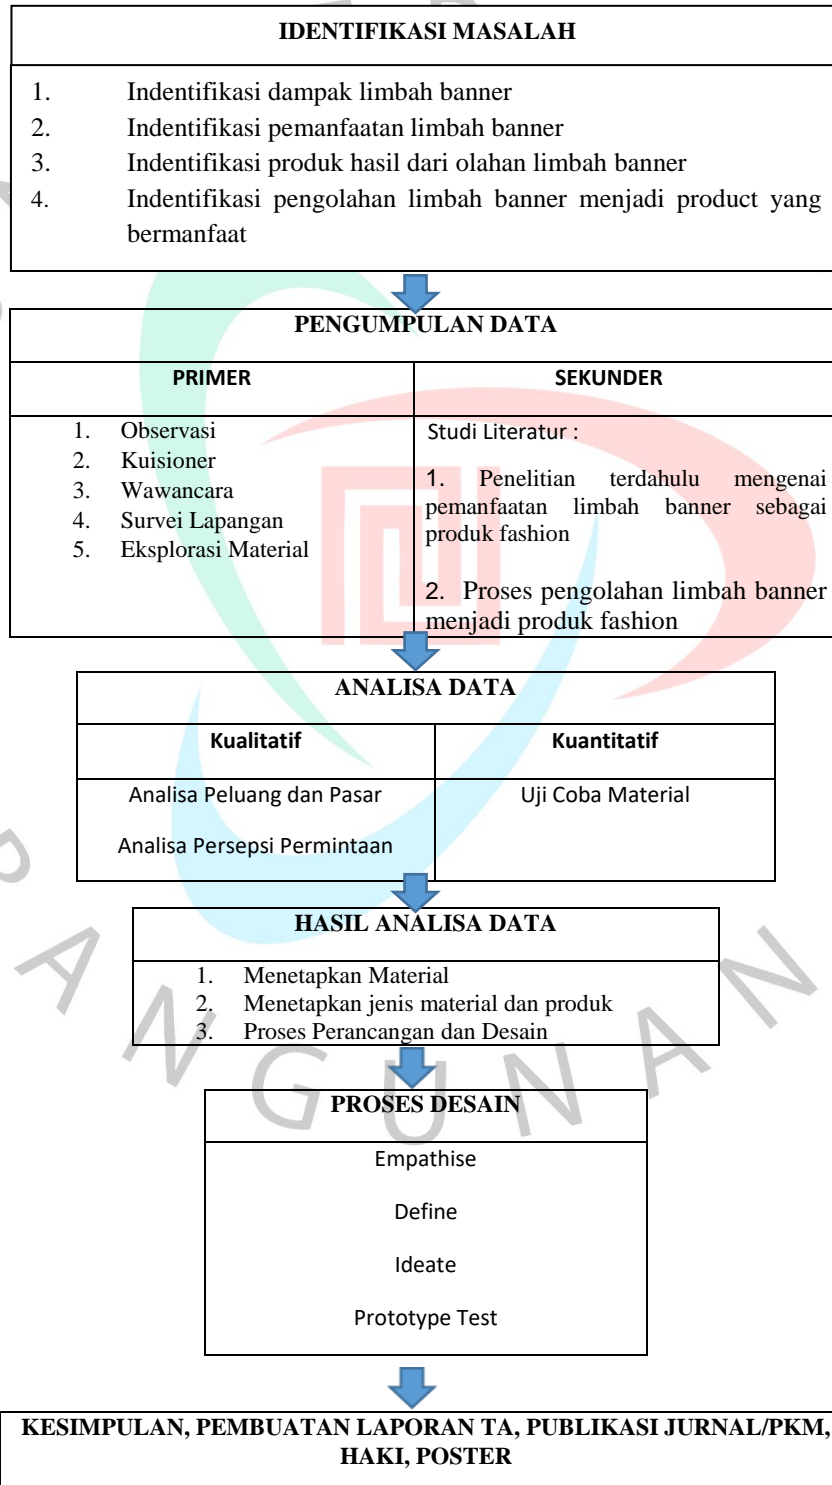 IDENTIFIKASI MASALAH
1. Indentifikasi dampak limbah banner
2. Indentifikasi pemanfaatan limbah banner
3. Indentifikasi produk hasil dari olahan limbah banner
4. Indentifikasi pengolahan limbah banner menjadi product yang
bermanfaat
PENGUMPULAN DATA
PRIMER
1. Observasi
2. Kuisioner
3. Wawancara
4. Survei Lapangan
5. Eksplorasi Material
SEKUNDER
Studi Literatur :
1. Penelitian terdahulu mengenai
pemanfaatan limbah banner sebagai
produk fashion
2. Proses pengolahan limbah banner
menjadi produk fashion
ANALISA DATA
Kualitatif
Analisa Peluang dan Pasar
Analisa Persepsi Permintaan
Kuantitatif
Uji Coba Material
HASIL ANALISA DATA
1. Menetapkan Material
2. Menetapkan jenis material dan produk
3. Proses Perancangan dan Desain
PROSES DESAIN
Empathise
Define
Ideate
Prototype Test
KESIMPULAN, PEMBUATAN LAPORAN TA, PUBLIKASI JURNAL/PKM,
HAKI, POSTER
PANGUNAN